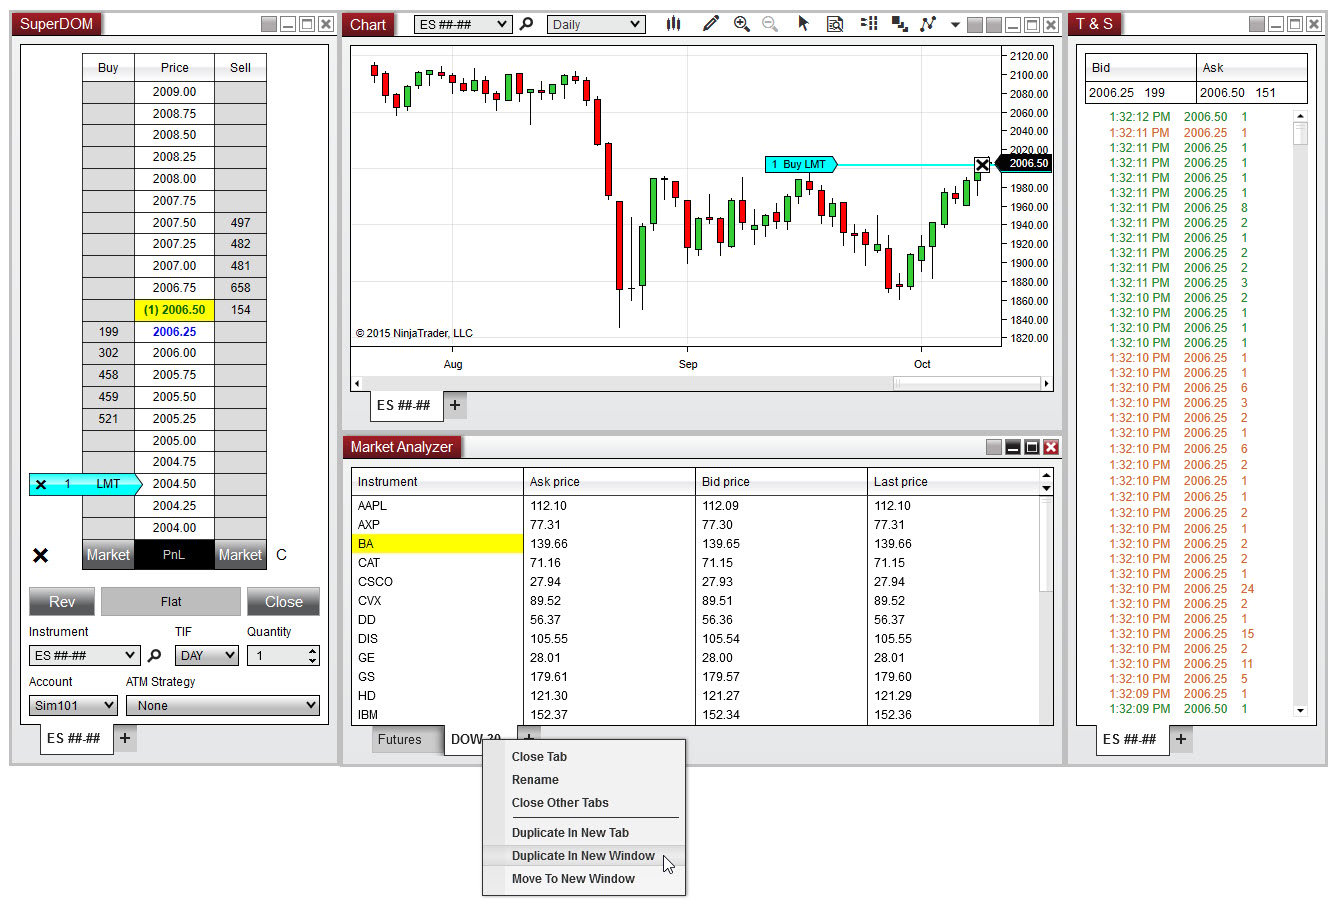 SuperDOM
Buy Price Sell
2009.00
2008.75
2008.50
2008.25
2008.00
2007.75
2007.50 497
2007.25 482
2007.00 481
2006.75 658
(1) 2006.50 154
199 2006.25
302 2006.00
458 2005.75
459 2005.50
521 2005.25
2005.00
2004.75
1 LMT 2004.50
2004.25
2004.00
Market PnL Market C
Rev Flat Close
Instrument TIF Quantity
ES ##-## DAY 1
Account ATM Strategy
Sim101 None
ES ##-## +
Chart ES ##-## Daily
2120.00
2100.00
2080.00
2060.00
2040.00
2020.00
1 Buy LMT 2006.50
1980.00
1960.00
1940.00
1920.00
1900.00
1880.00
1860.00
1840.00
1820.00
© 2015 NinjaTrader, LLC
Aug Sep Oct
ES ##-## +
Market Analyzer
Instrument Ask price Bid price Last price
AAPL 112.10 112.09 112.10
AXP 77.31 77.30 77.31
BA 139.66 139.65 139.66
CAT 71.16 71.15 71.15
CSCO 27.94 27.93 27.94
CVX 89.52 89.51 89.52
DD 56.37 56.36 56.37
DIS 105.55 105.54 105.55
GE 28.01 28.00 28.01
GS 179.61 179.57 179.60
HD 121.30 121.27 121.29
IBM 152.37 152.34 152.36
Futures DOW 30 +
Close Tab
Rename
Close Other Tabs
Duplicate In New Tab
Duplicate In New Window
Move To New Window
T & S
Bid Ask
2006.25 199 2006.50 151
1:32:12 PM 2006.50 1
1:32:11 PM 2006.25 1
1:32:11 PM 2006.25 1
1:32:11 PM 2006.25 1
1:32:11 PM 2006.25 1
1:32:11 PM 2006.25 1
1:32:11 PM 2006.25 8
1:32:11 PM 2006.25 2
1:32:11 PM 2006.25 1
1:32:11 PM 2006.25 2
1:32:11 PM 2006.25 2
1:32:11 PM 2006.25 3
1:32:10 PM 2006.25 2
1:32:10 PM 2006.25 1
1:32:10 PM 2006.25 1
1:32:10 PM 2006.25 1
1:32:10 PM 2006.25 1
1:32:10 PM 2006.25 1
1:32:10 PM 2006.25 6
1:32:10 PM 2006.25 3
1:32:10 PM 2006.25 2
1:32:10 PM 2006.25 1
1:32:10 PM 2006.25 6
1:32:10 PM 2006.25 2
1:32:10 PM 2006.25 1
1:32:10 PM 2006.25 1
1:32:10 PM 2006.25 2
1:32:10 PM 2006.25 1
1:32:10 PM 2006.25 2
1:32:10 PM 2006.25 2
1:32:10 PM 2006.25 1
1:32:10 PM 2006.25 24
1:32:10 PM 2006.25 2
1:32:10 PM 2006.25 1
1:32:10 PM 2006.25 15
1:32:10 PM 2006.25 2
1:32:10 PM 2006.25 11
1:32:10 PM 2006.25 5
1:32:09 PM 2006.25 1
1:32:09 PM 2006.50 1
ES ##-## +